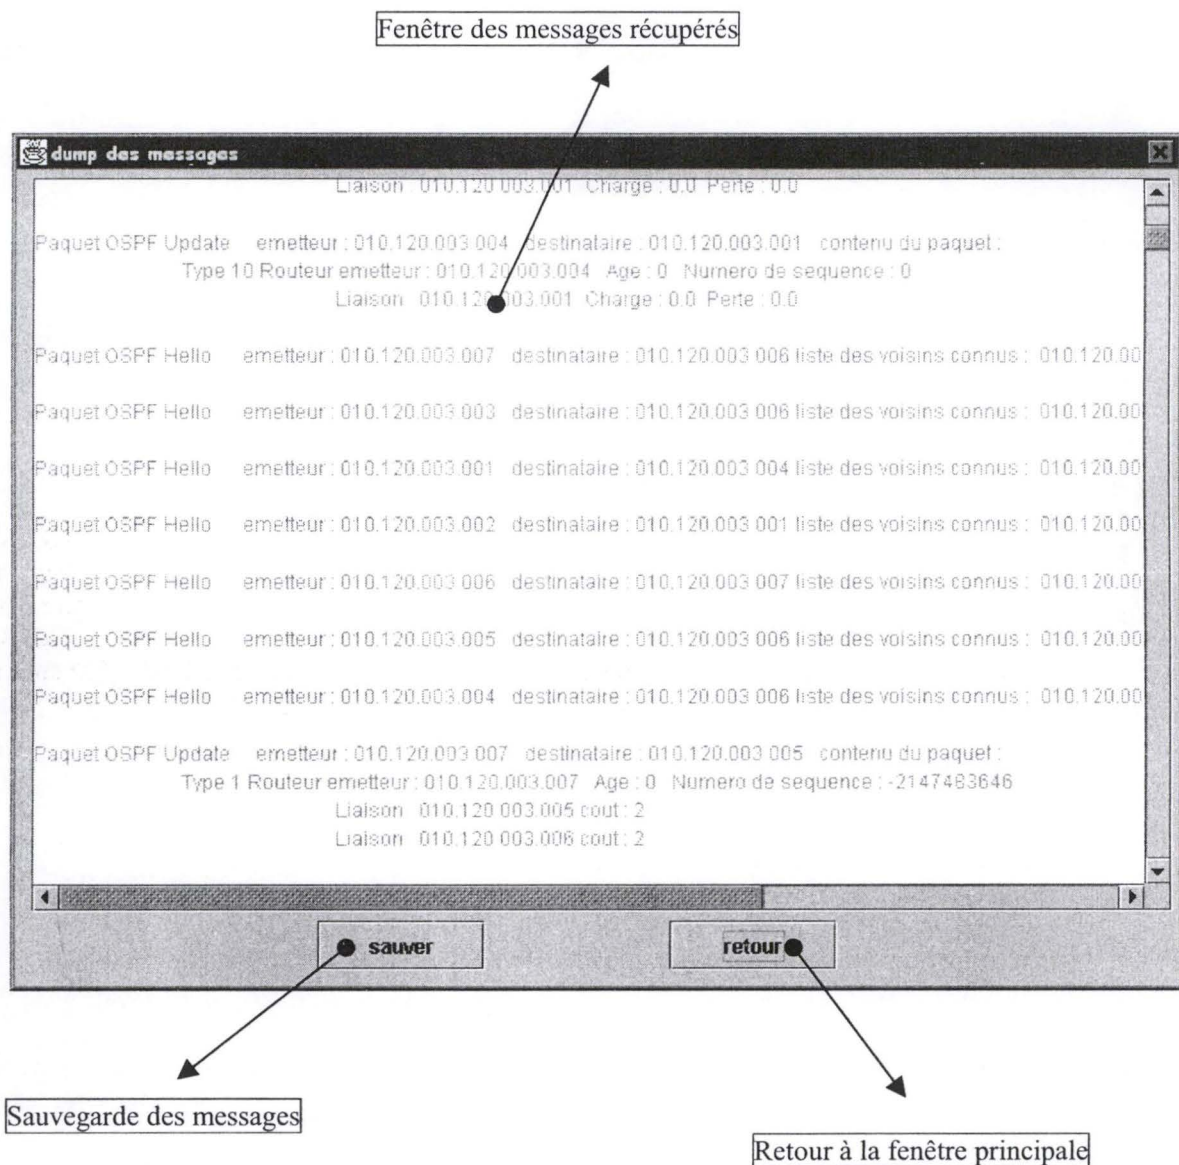 Fenêtre des messages récupérés
dump des messages
Liaison : 010.120.003.001 Charge : 0.0 Perte : 0.0
Paquet OSPF Update emetteur : 010.120.003.004 destinataire : 010.120.003.001 contenu du paquet :
Type 10 Routeur emetteur : 010.120.003.004 Age : 0 Numero de sequence : 0
Liaison 010.120.003.001 Charge : 0.0 Perte : 0.0
Paquet OSPF Hello emetteur : 010.120.003.007 destinataire : 010.120.003.006 liste des voisins connus : 010.120.00
Paquet OSPF Hello emetteur : 010.120.003.003 destinataire : 010.120.003.006 liste des voisins connus : 010.120.00
Paquet OSPF Hello emetteur : 010.120.003.001 destinataire : 010.120.003.004 liste des voisins connus : 010.120.00
Paquet OSPF Hello emetteur : 010.120.003.002 destinataire : 010.120.003.001 liste des voisins connus : 010.120.00
Paquet OSPF Hello emetteur : 010.120.003.006 destinataire : 010.120.003.007 liste des voisins connus : 010.120.00
Paquet OSPF Hello emetteur : 010.120.003.005 destinataire : 010.120.003.006 liste des voisins connus : 010.120.00
Paquet OSPF Hello emetteur : 010.120.003.004 destinataire : 010.120.003.006 liste des voisins connus : 010.120.00
Paquet OSPF Update emetteur : 010.120.003.007 destinataire : 010.120.003.005 contenu du paquet :
Type 1 Routeur emetteur : 010.120.003.007 Age : 0 Numero de sequence : -2147483646
Liaison 010.120.003.005 cout : 2
Liaison 010.120.003.006 cout : 2
sauver
retour
Sauvegarde des messages
Retour à la fenêtre principale